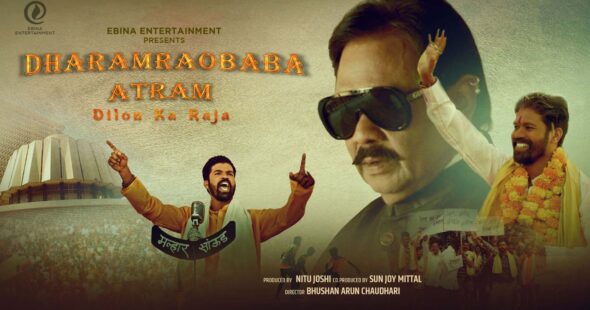 EBINA
ENTERTAINMENT
EBINA ENTERTAINMENT
PRESENTS
DHARAMRAOBABA
ATRAM
Dilon Ka Raja
मल्हार साऊंड
PRODUCED BY NITU JOSHI CO. PRODUCED BY SUN JOY MITTAL
DIRECTOR BHUSHAN ARUN CHAUDHARI